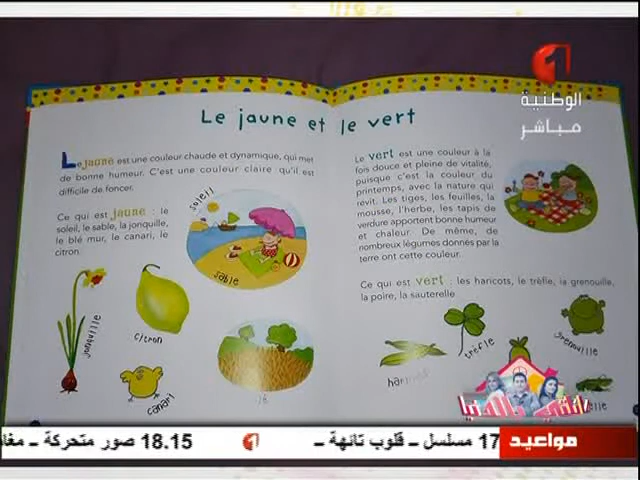 الوطنية
مباشر
Le jaune et le vert
Le jaune est une couleur chaude et dynamique, qui met
de bonne humeur. C'est une couleur claire qu'il est
difficile de foncer.
Ce qui est jaune : le
soleil, le sable, la jonquille,
le blé mur, le canari, le
citron.
soleil
sable
jonquille
citron
canari
Le vert est une couleur à la
fois douce et pleine de vitalité,
puisque c'est la couleur du
printemps, avec la nature qui
revit. Les tiges, les feuilles, la
mousse, l'herbe, les tapis de
verdure apportent bonne humeur
et chaleur. De même, de
nombreux légumes donnés par la
terre ont cette couleur.
Ce qui est vert : les haricots, le trèfle, la grenouille,
la poire, la sauterelle
trèfle
grenouille
مواعيد
17 مسلسل ــ قلوب تائهة ــ
18.15 ــ صور متحركة ــ